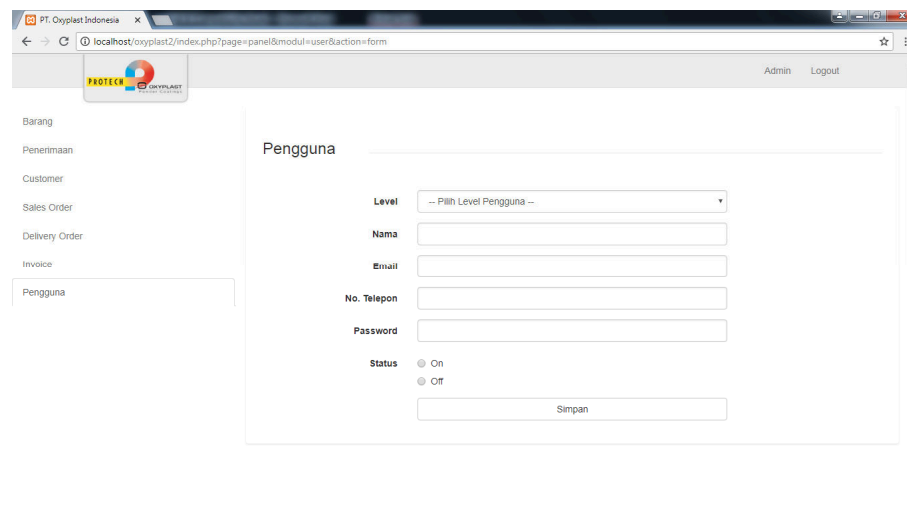 PT. Oxyplast Indonesia
localhost/oxyplast2/index.php?page=panel&modul=user&action=form
PROTECH OXYPLAST
Powder Coatings
Admin Logout
Barang
Penerimaan
Customer
Sales Order
Delivery Order
Invoice
Pengguna
Pengguna
Level -- Pilih Level Pengguna --
Nama
Email
No. Telepon
Password
Status On
Off
Simpan